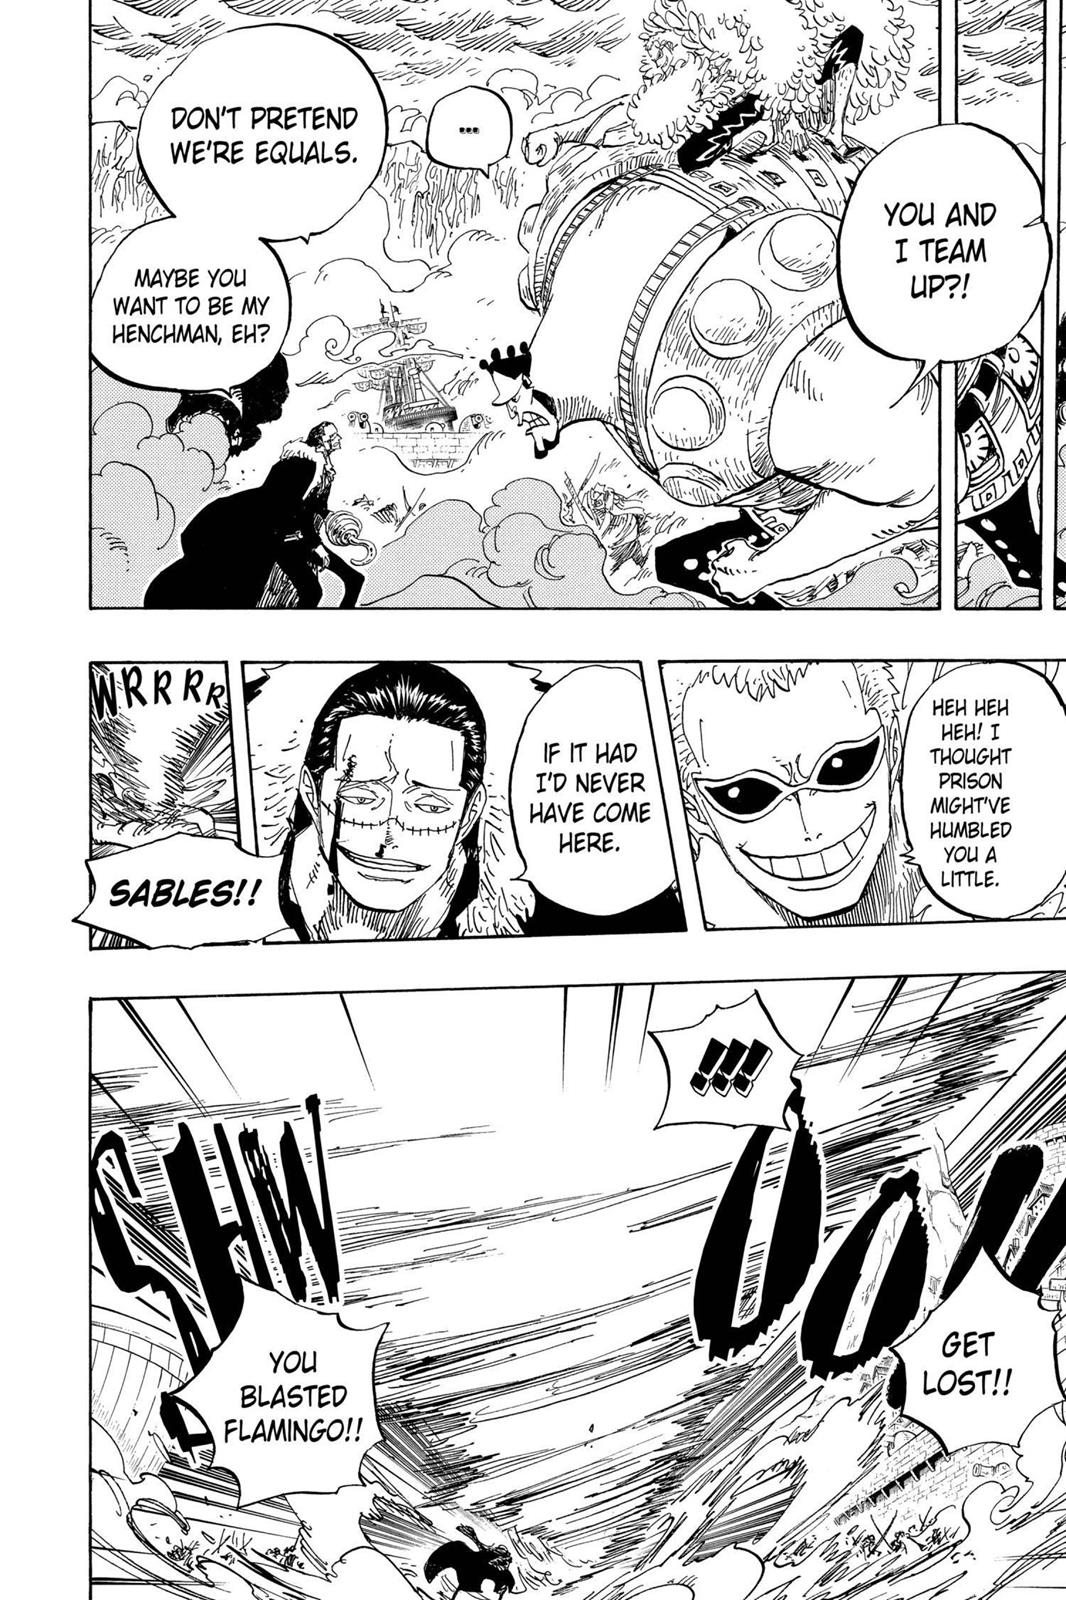 YOU AND
I TEAM
UP?!
...
DON'T PRETEND
WE'RE EQUALS.
MAYBE YOU
WANT TO BE MY
HENCHMAN, EH?
HEH HEH
HEH! I
THOUGHT
PRISON
MIGHT'VE
HUMBLED
YOU A
LITTLE.
IF IT HAD
I'D NEVER
HAVE COME
HERE.
WRRRR
SABLES!!
!!!
SHWUOOM
GET
LOST!!
YOU
BLASTED
FLAMINGO!!